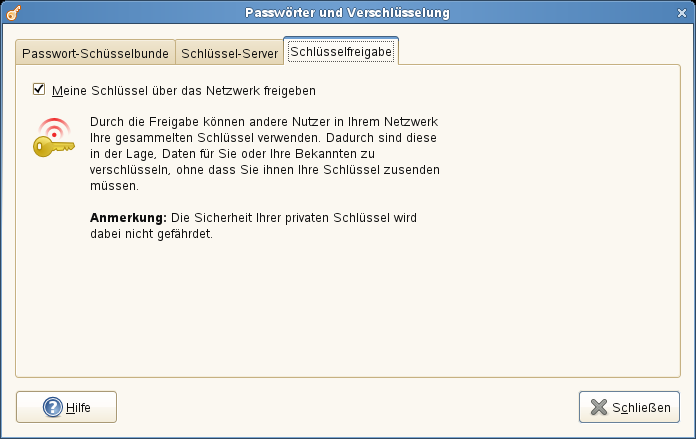 Passwörter und Verschlüsselung
Passwort-Schüsselbunde
Schlüssel-Server
Schlüsselfreigabe
Meine Schlüssel über das Netzwerk freigeben
Durch die Freigabe können andere Nutzer in Ihrem Netzwerk
Ihre gesammelten Schlüssel verwenden. Dadurch sind diese
in der Lage, Daten für Sie oder Ihre Bekannten zu
verschlüsseln, ohne dass Sie ihnen Ihre Schlüssel zusenden
müssen.
Anmerkung: Die Sicherheit Ihrer privaten Schlüssel wird
dabei nicht gefährdet.
Hilfe
Schließen